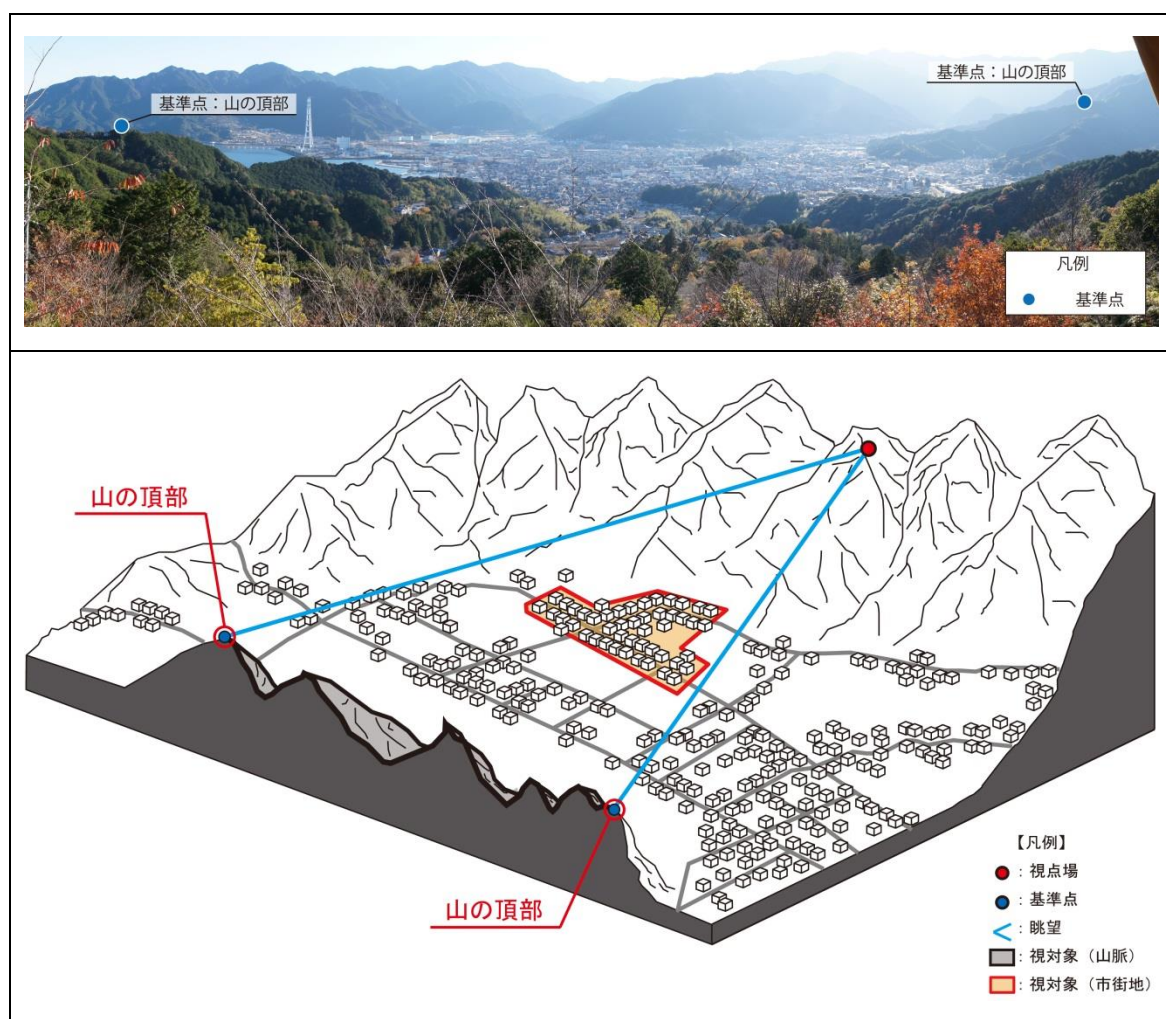 基準点：山の頂部
基準点：山の頂部
凡例
基準点
山の頂部
山の頂部
【凡例】
：視点場
：基準点
：眺望
：視対象（山脈）
：視対象（市街地）